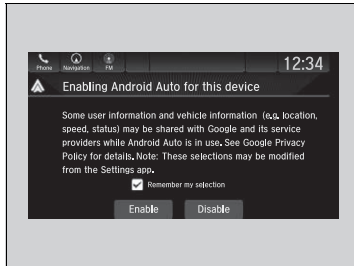 Phone Navigation FM 12:34
Enabling Android Auto for this device
Some user information and vehicle information (e.g. location,
speed, status) may be shared with Google and its service
providers while Android Auto is in use. See Google Privacy
Policy for details. Note: These selections may be modified
from the Settings app.
Remember my selection
Enable Disable